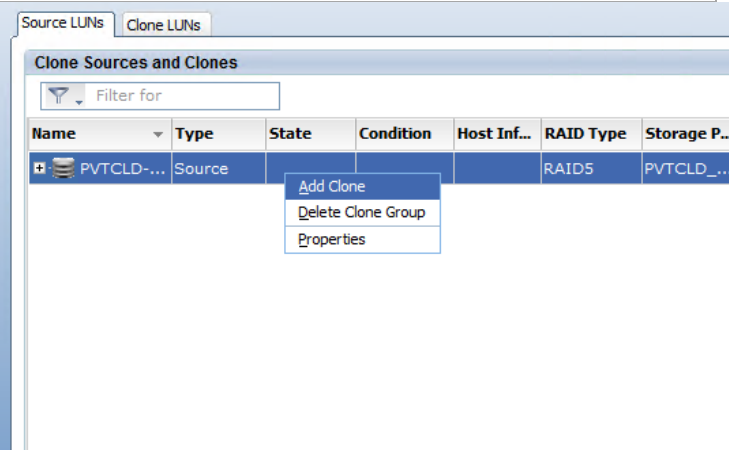 Source LUNs Clone LUNs
Clone Sources and Clones
Filter for
Name Type State Condition Host Inf... RAID Type Storage P...
PVTCLD-... Source RAID5 PVTCLD_...
Add Clone
Delete Clone Group
Properties